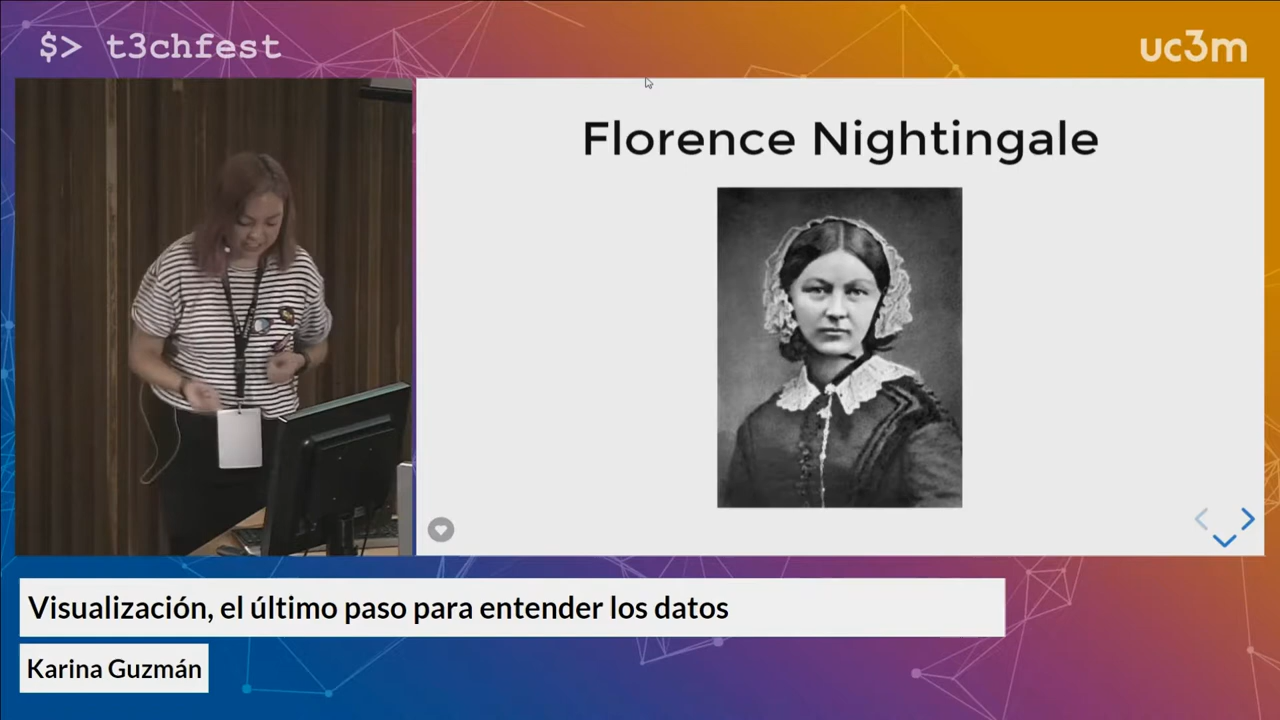 $> t3chfest
uc3m
Florence Nightingale
Visualización, el último paso para entender los datos
Karina Guzmán